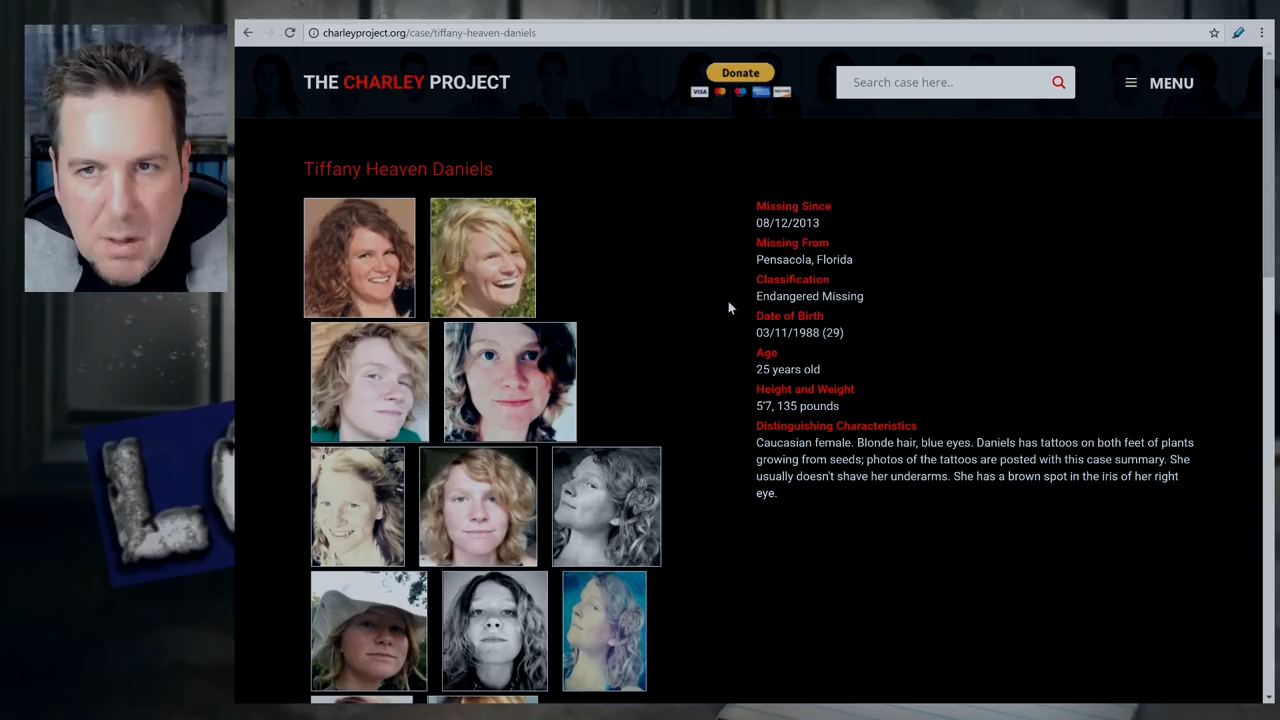 charleyproject.org/case/tiffany-heaven-daniels
THE CHARLEY PROJECT
Donate
VISA
Search case here..
MENU
Tiffany Heaven Daniels
Missing Since
08/12/2013
Missing From
Pensacola, Florida
Classification
Endangered Missing
Date of Birth
03/11/1988 (29)
Age
25 years old
Height and Weight
5'7, 135 pounds
Distinguishing Characteristics
Caucasian female. Blonde hair, blue eyes. Daniels has tattoos on both feet of plants
growing from seeds; photos of the tattoos are posted with this case summary. She
usually doesn't shave her underarms. She has a brown spot in the iris of her right
eye.